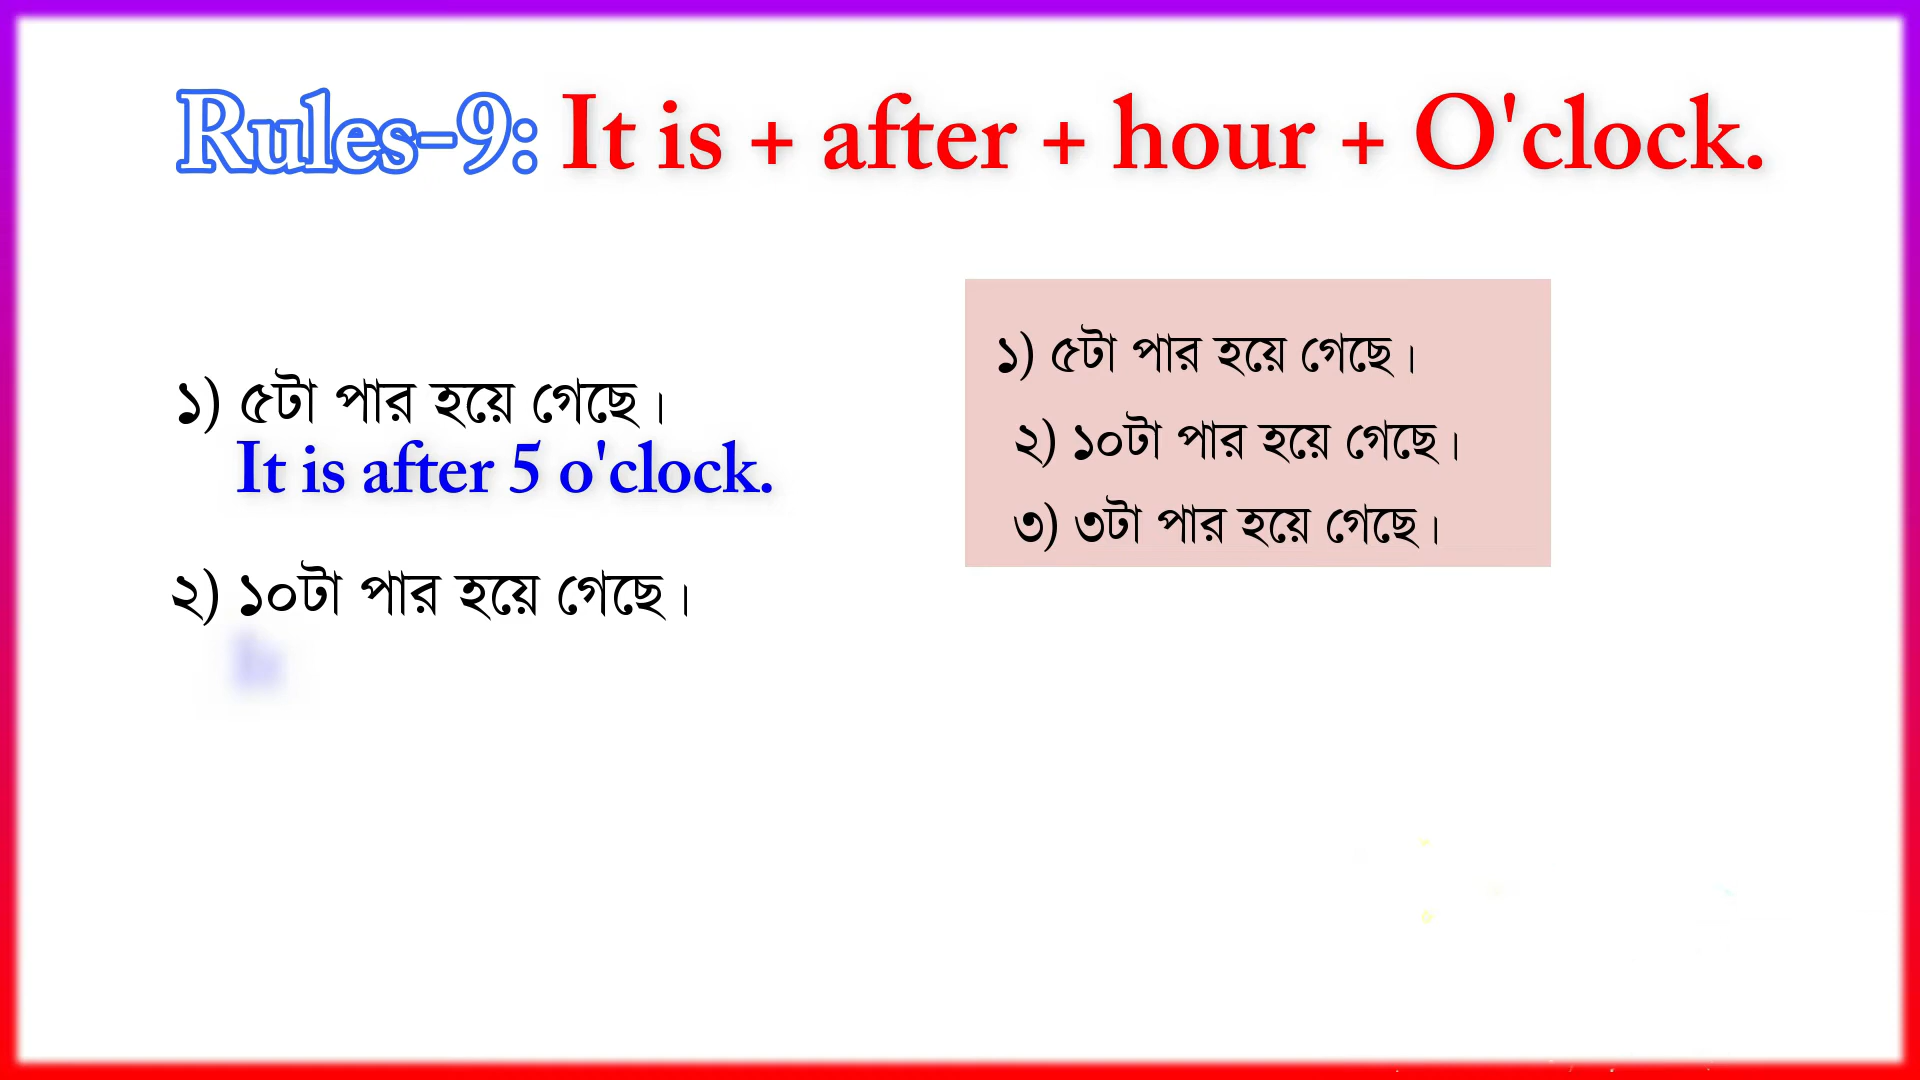 Rules-9: It is + after + hour + O'clock.
১) ৫টা পার হয়ে গেছে।
It is after 5 o'clock.
২) ১০টা পার হয়ে গেছে।
১) ৫টা পার হয়ে গেছে।
২) ১০টা পার হয়ে গেছে।
৩) ৩টা পার হয়ে গেছে।